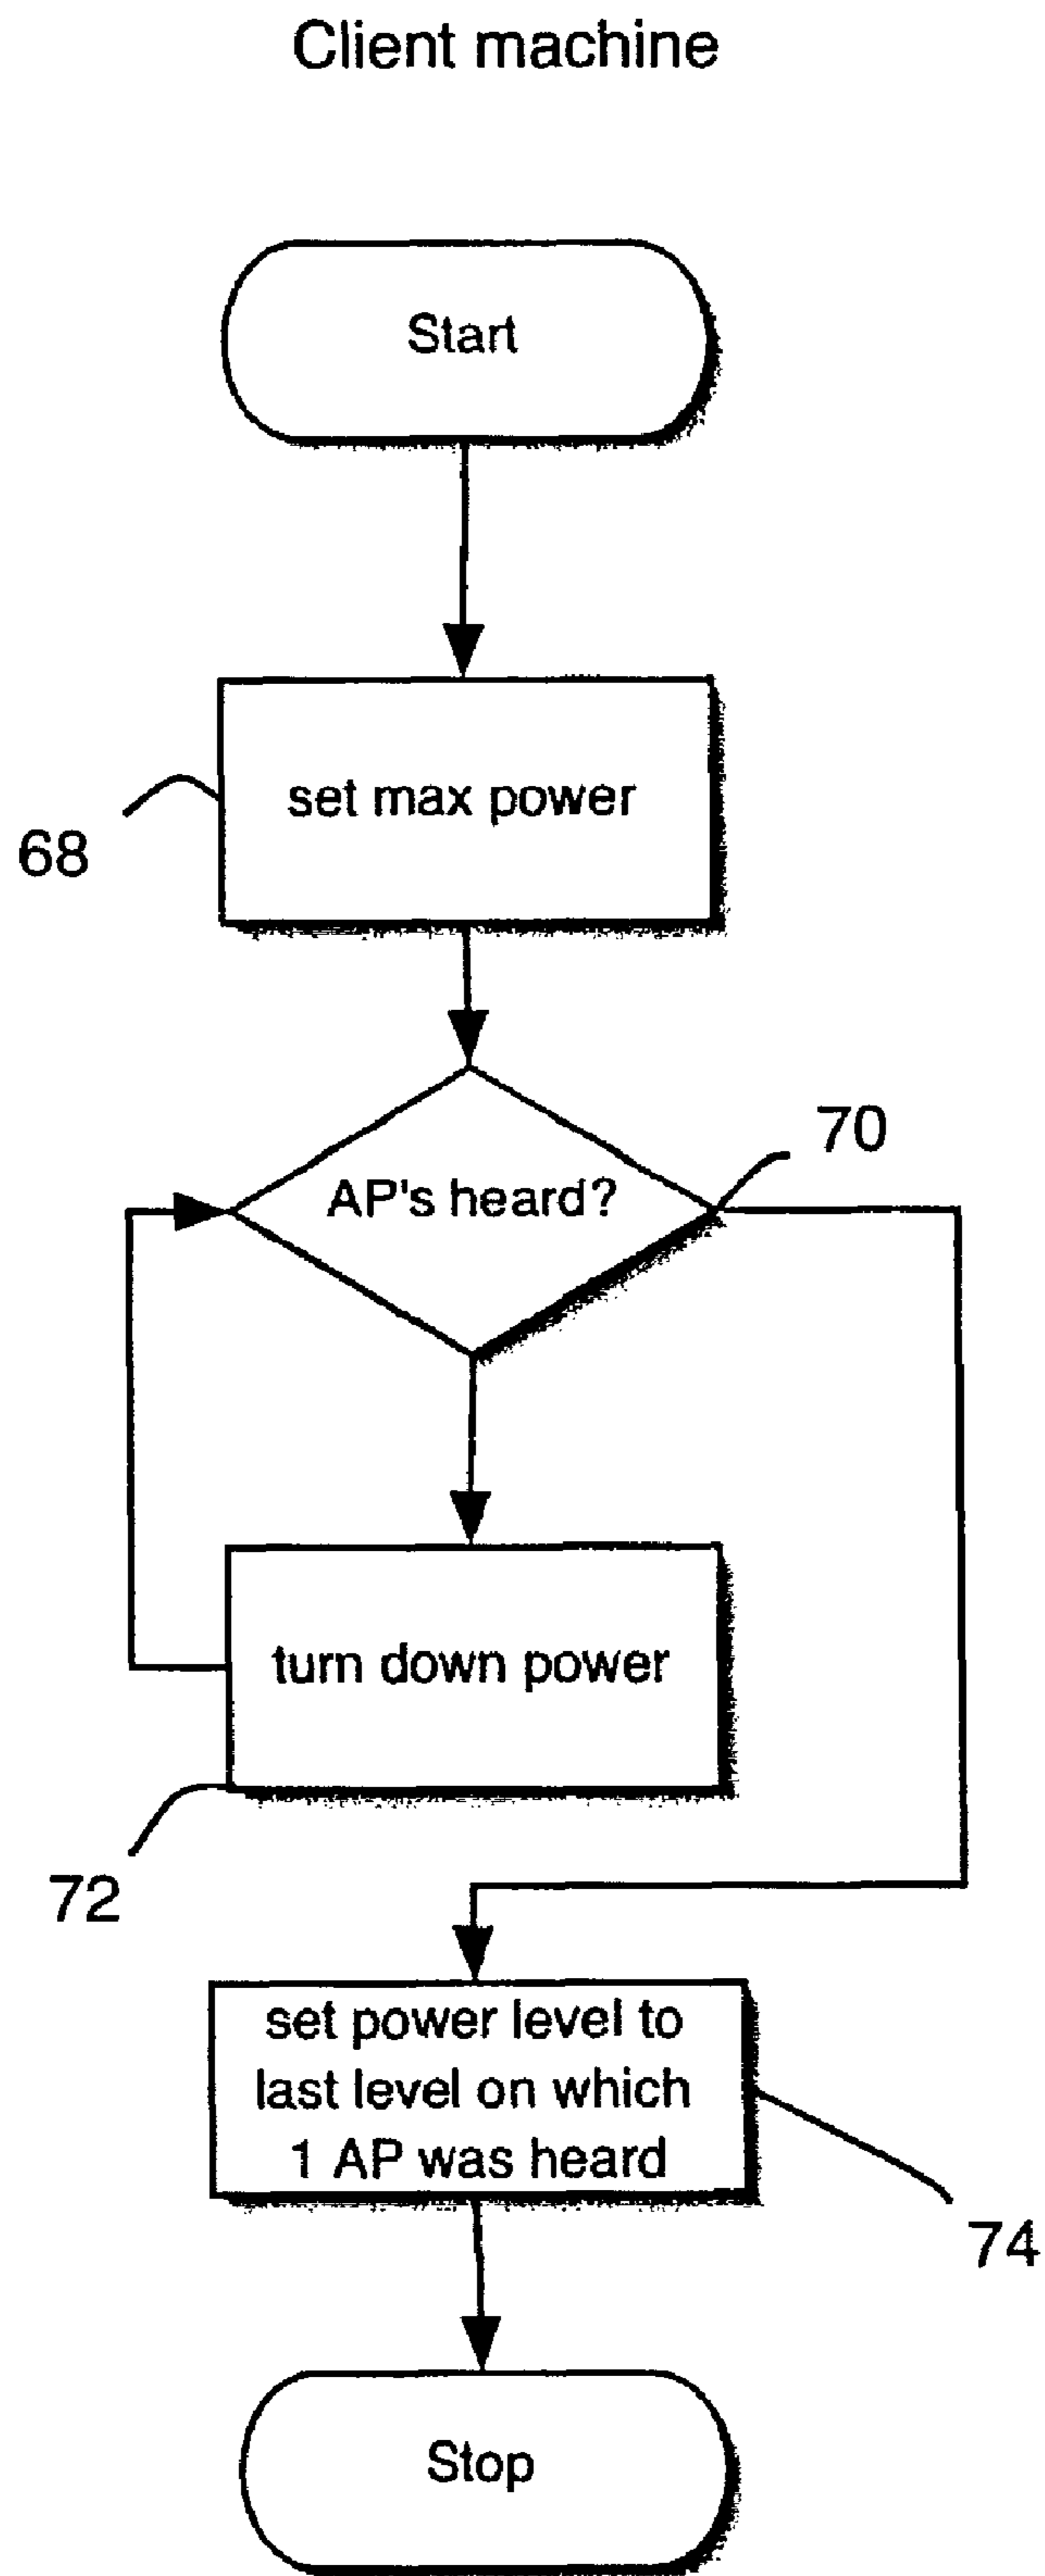 Client machine
Start
set max power
68
70
AP's heard?
turn down power
72
set power level to
last level on which
1 AP was heard
74
Stop